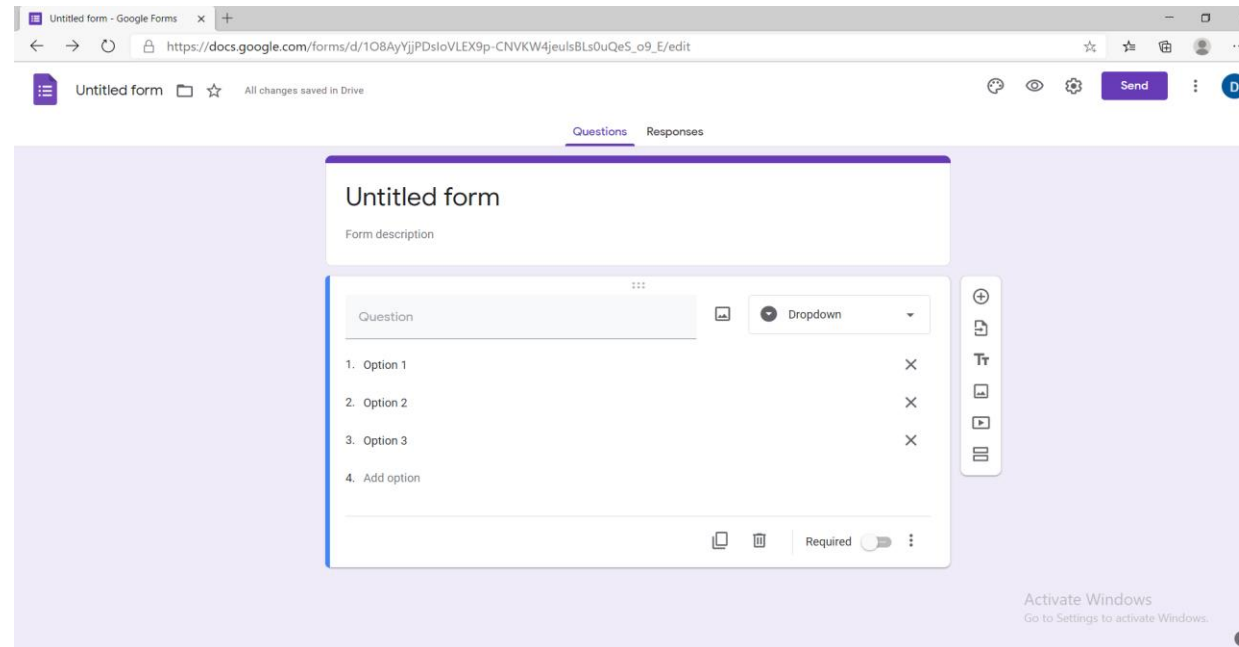 Untitled form - Google Forms
https://docs.google.com/forms/d/1O8AyYjjPDsIoVLEX9p-CNVKW4jeulsBLs0uQeS_o9_E/edit
Untitled form All changes saved in Drive Send D
Questions Responses
Untitled form
Form description
Question Dropdown
1. Option 1
2. Option 2
3. Option 3
4. Add option
Required
Activate Windows
Go to Settings to activate Windows.